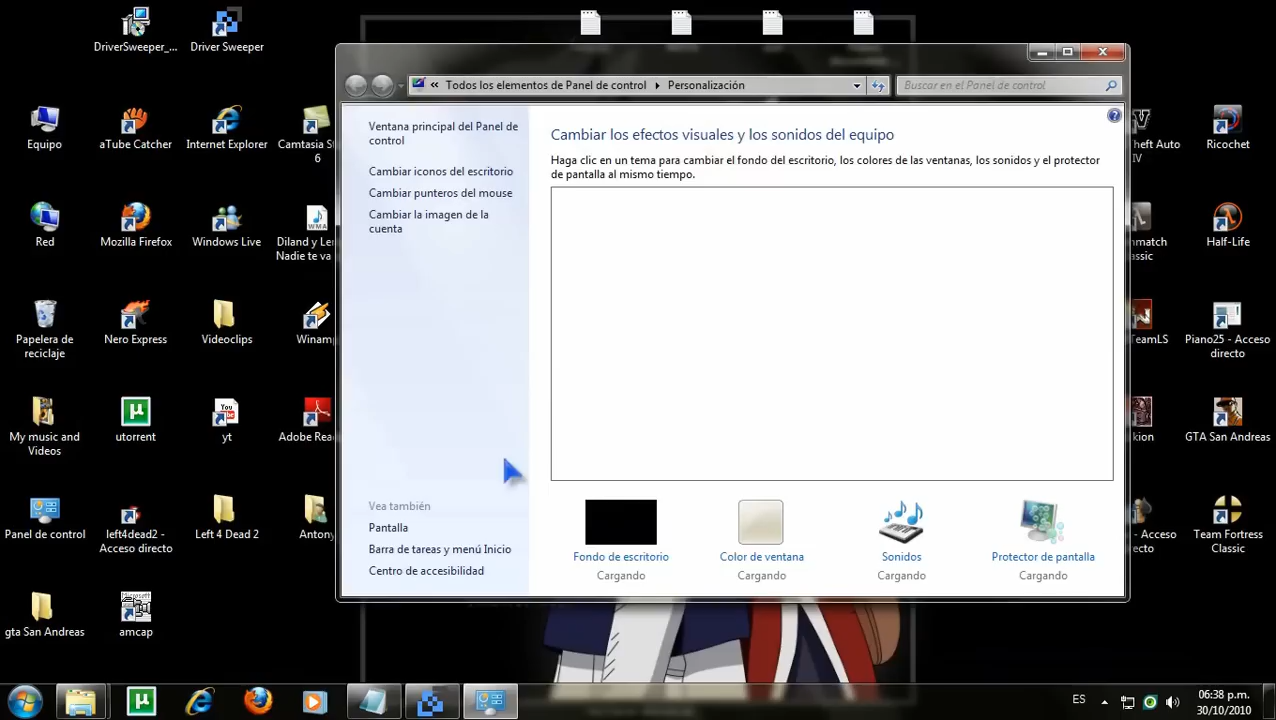 DriverSweeper_...
Driver Sweeper
Todos los elementos de Panel de control
Personalización
Buscar en el Panel de control
Ventana principal del Panel de
control
Cambiar iconos del escritorio
Cambiar punteros del mouse
Cambiar la imagen de la
cuenta
Cambiar los efectos visuales y los sonidos del equipo
Haga clic en un tema para cambiar el fondo del escritorio, los colores de las ventanas, los sonidos y el protector
de pantalla al mismo tiempo.
Vea también
Pantalla
Barra de tareas y menú Inicio
Centro de accesibilidad
Fondo de escritorio
Cargando
Color de ventana
Cargando
Sonidos
Cargando
Protector de pantalla
Cargando
Equipo
aTube Catcher
Internet Explorer
Camtasia St
6
heft Auto
IV
Ricochet
Red
Mozilla Firefox
Windows Live
WMA
Diland y Ler
Nadie te va
nmatch
assic
Half-Life
Papelera de
reciclaje
Nero Express
Videoclips
Winamp
TeamLS
Piano25 - Acceso
directo
My music and
Videos
utorrent
You
Tube
yt
Adobe Rea
kion
GTA San Andreas
Panel de control
left4dead2 -
Acceso directo
Left 4 Dead 2
Antony
- Acceso
ecto
Team Fortress
Classic
gta San Andreas
amcap
ES
06:38 p.m.
30/10/2010